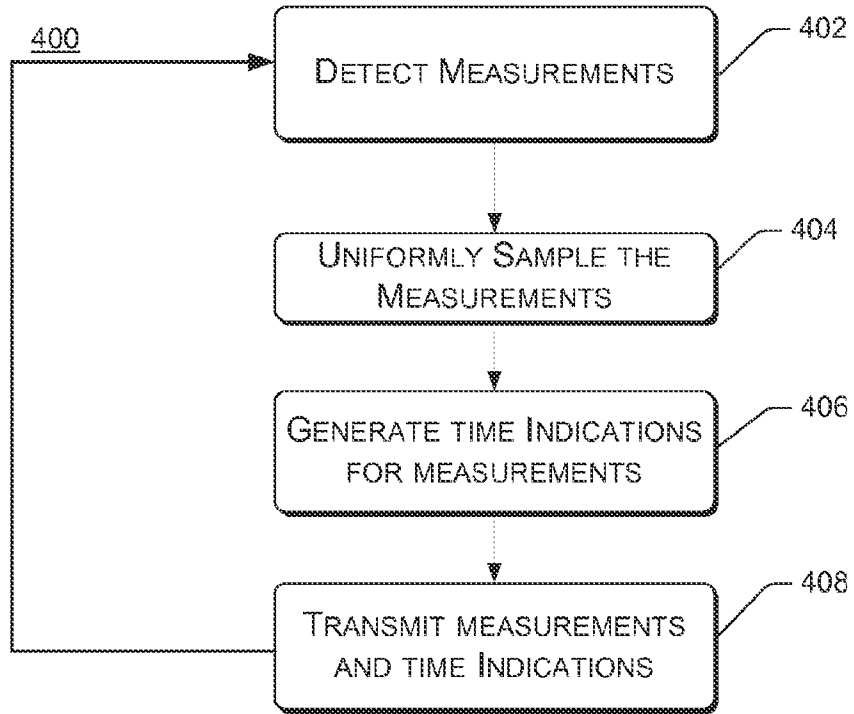 400
402
DETECT MEASUREMENTS
404
UNIFORMLY SAMPLE THE
MEASUREMENTS
406
GENERATE TIME INDICATIONS
FOR MEASUREMENTS
408
TRANSMIT MEASUREMENTS
AND TIME INDICATIONS